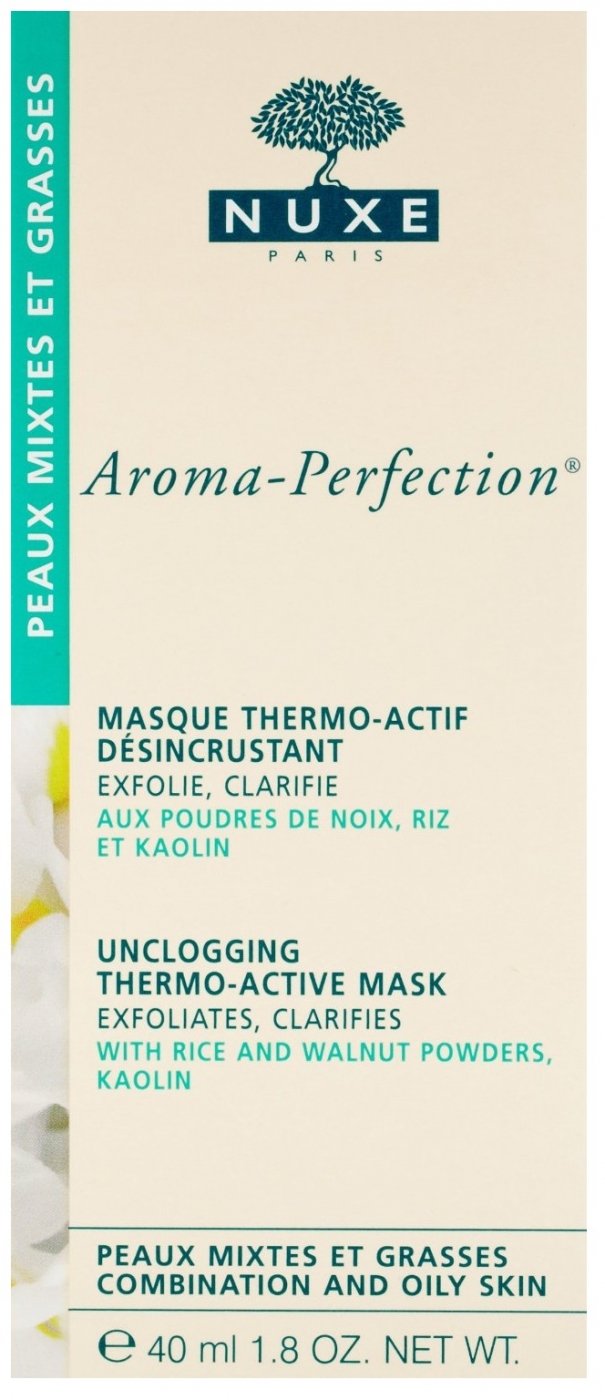 PEAUX MIXTES ET GRASSES
NUXE
PARIS
Aroma-Perfection®
MASQUE THERMO-ACTIF
DÉSINCRUSTANT
EXFOLIE, CLARIFIE
AUX POUDRES DE NOIX, RIZ
ET KAOLIN
UNCLOGGING
THERMO-ACTIVE MASK
EXFOLIATES, CLARIFIES
WITH RICE AND WALNUT POWDERS,
KAOLIN
PEAUX MIXTES ET GRASSES
COMBINATION AND OILY SKIN
℮ 40 ml 1.8 OZ. NET WT.